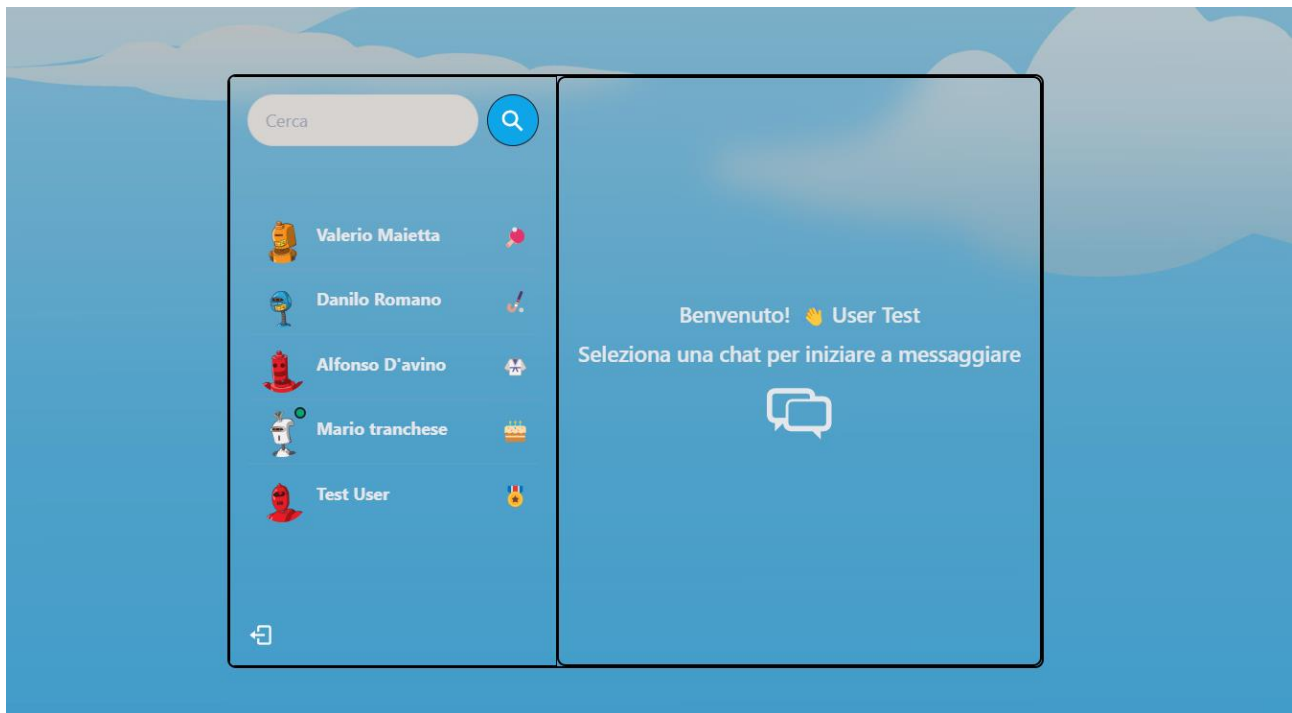 Cerca
Valerio Maietta
Danilo Romano
Alfonso D'avino
Mario tranchese
Test User
Benvenuto! 👋 User Test
Seleziona una chat per iniziare a messaggiare